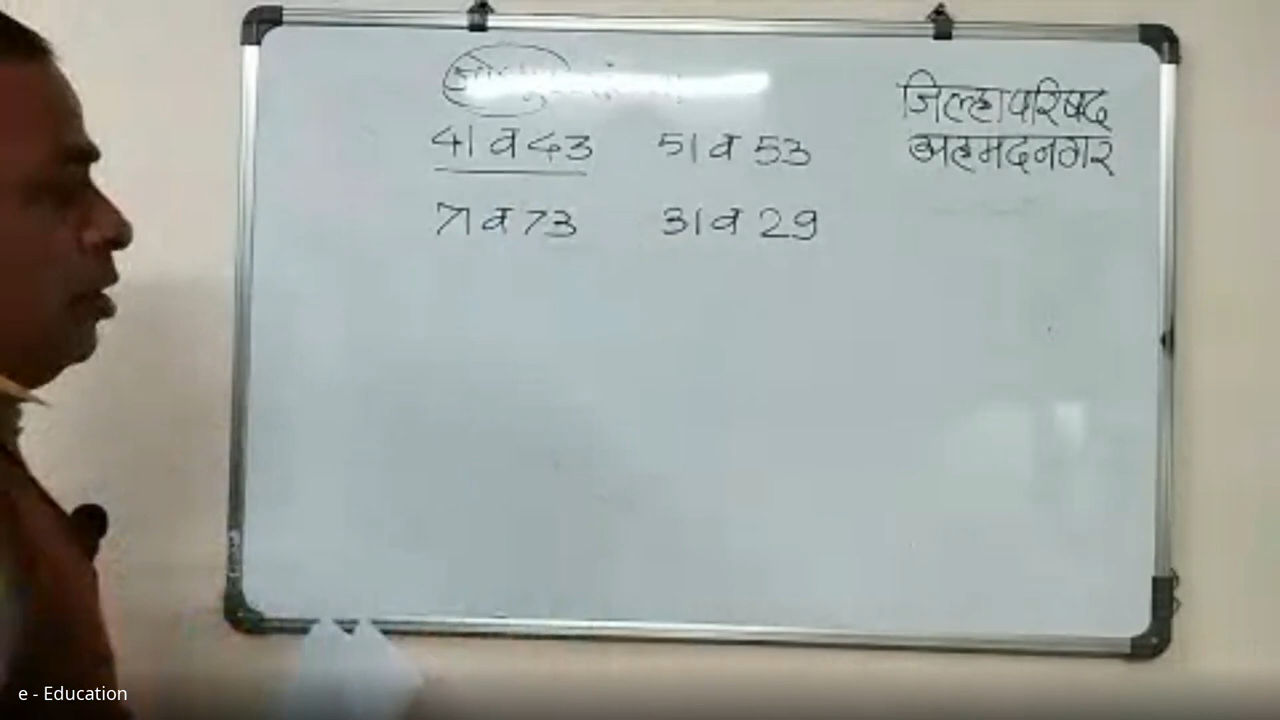 41 व 43 51 व 53
71 व 73 31 व 29
जिल्हा परिषद
अहमदनगर
e - Education